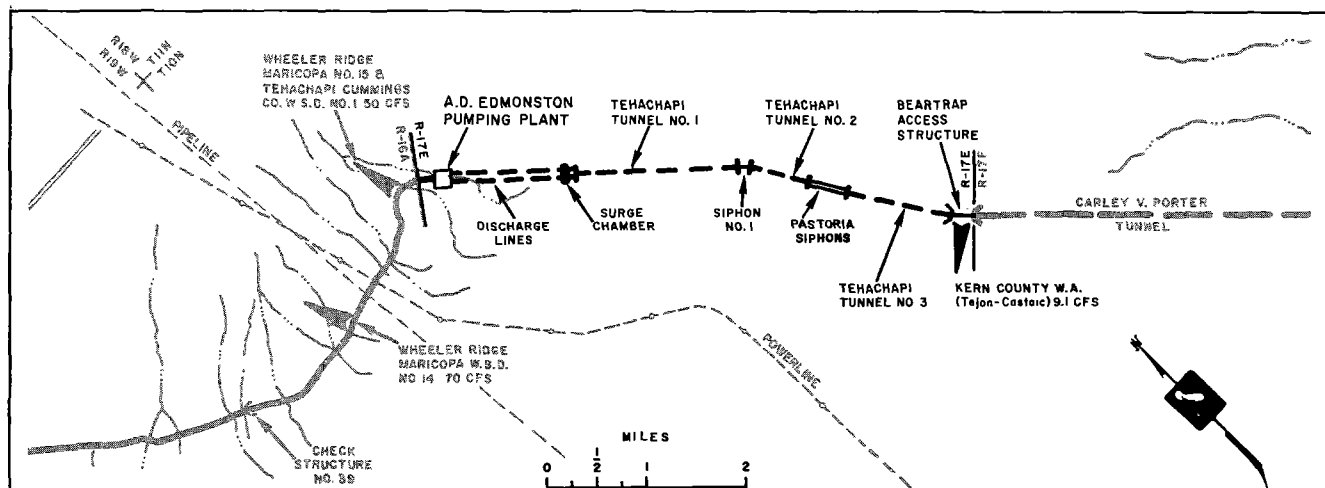 R18W T11N
R19W T10N
WHEELER RIDGE
MARICOPA NO. 15 &
TEHACHAPI CUMMINGS
CO. W S.D. NO. 1 50 CFS
PIPELINE
R-17E
R-16A
A.D. EDMONSTON
PUMPING PLANT
DISCHARGE
LINES
SURGE
CHAMBER
TEHACHAPI
TUNNEL NO. 1
SIPHON
NO. 1
TEHACHAPI
TUNNEL NO. 2
PASTORIA
SIPHONS
TEHACHAPI
TUNNEL NO 3
BEARTRAP
ACCESS
STRUCTURE
R-17E
KERN COUNTY W.A.
(Tejon-Castaic) 9.1 CFS
CARLEY V. PORTER
TUNNEL
WHEELER RIDGE
MARICOPA W.S.D.
NO 14 70 CFS
POWERLINE
CHECK
STRUCTURE
NO. 39
MILES
0 1/2 1 2
N